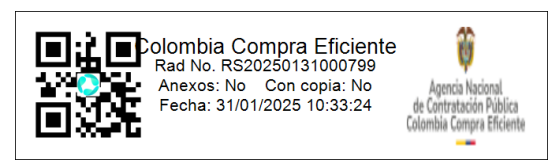 Colombia Compra Eficiente
Rad No. RS20250131000799
Anexos: No Con copia: No
Fecha: 31/01/2025 10:33:24
Agencia Nacional
de Contratación Pública
Colombia Compra Eficiente